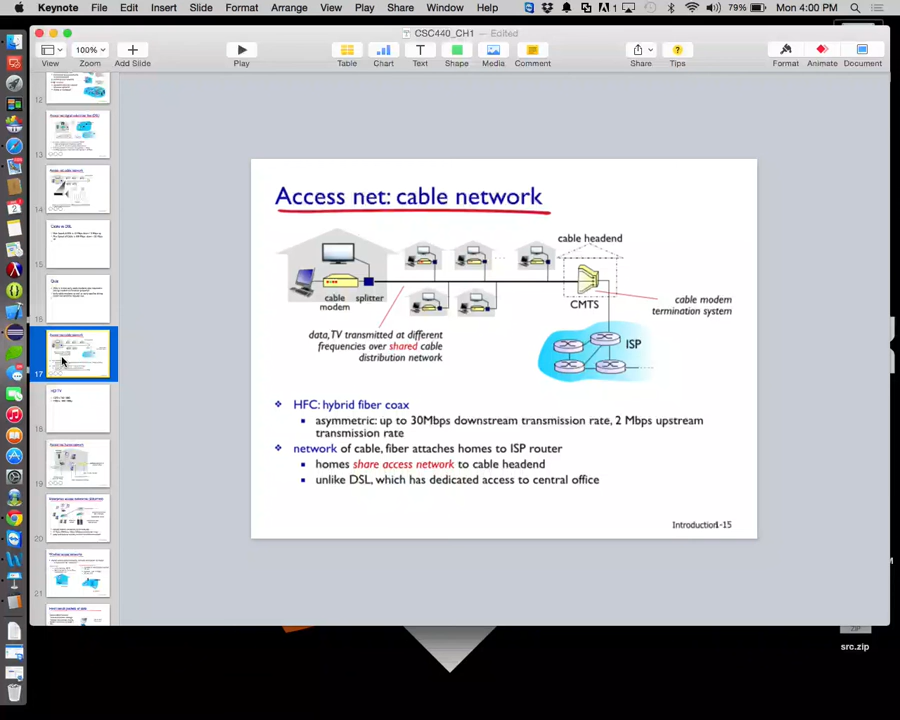 Keynote File Edit Insert Slide Format Arrange View Play Share Window Help 79% Mon 4:00 PM
CSC440_CH1 — Edited
100%
View Zoom Add Slide Play Table Chart Text Shape Media Comment Share Tips Format Animate Document
12
13
14
15
16
17
18
19
20
21
Access net: cable network
cable headend
cable modem
splitter
CMTS
cable modem
termination system
data, TV transmitted at different
frequencies over shared cable
distribution network
ISP
HFC: hybrid fiber coax
asymmetric: up to 30Mbps downstream transmission rate, 2 Mbps upstream
transmission rate
network of cable, fiber attaches homes to ISP router
homes share access network to cable headend
unlike DSL, which has dedicated access to central office
Introduction1-15
src.zip